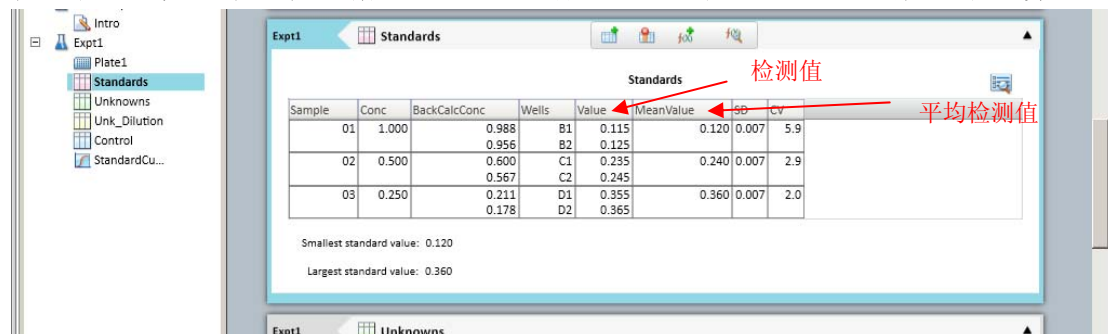 Intro
Expt1
Plate1
Standards
Unknowns
Unk_Dilution
Control
StandardCu...
Expt1 Standards
Standards
检测值
平均检测值
Sample Conc BackCalcConc Wells Value MeanValue SD CV
01 1.000 0.988 B1 0.115 0.120 0.007 5.9
0.956 B2 0.125
02 0.500 0.600 C1 0.235 0.240 0.007 2.9
0.567 C2 0.245
03 0.250 0.211 D1 0.355 0.360 0.007 2.0
0.178 D2 0.365
Smallest standard value: 0.120
Largest standard value: 0.360
Expt1 Unknowns